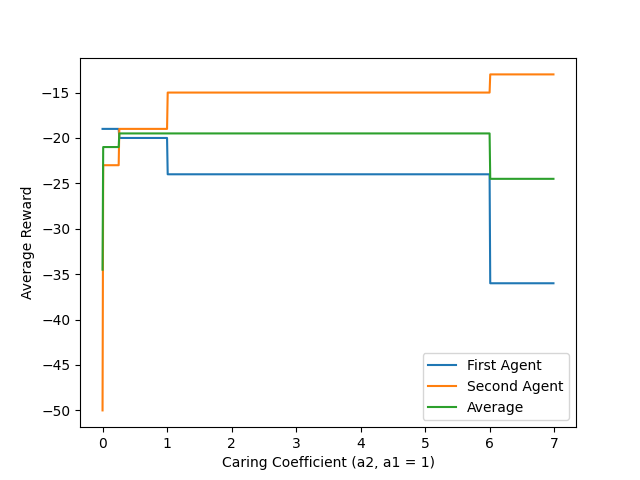 −15
−20
−25
−30
−35
−40
−45
−50
Average Reward
0 1 2 3 4 5 6 7
Caring Coefficient (a2, a1 = 1)
First Agent
Second Agent
Average